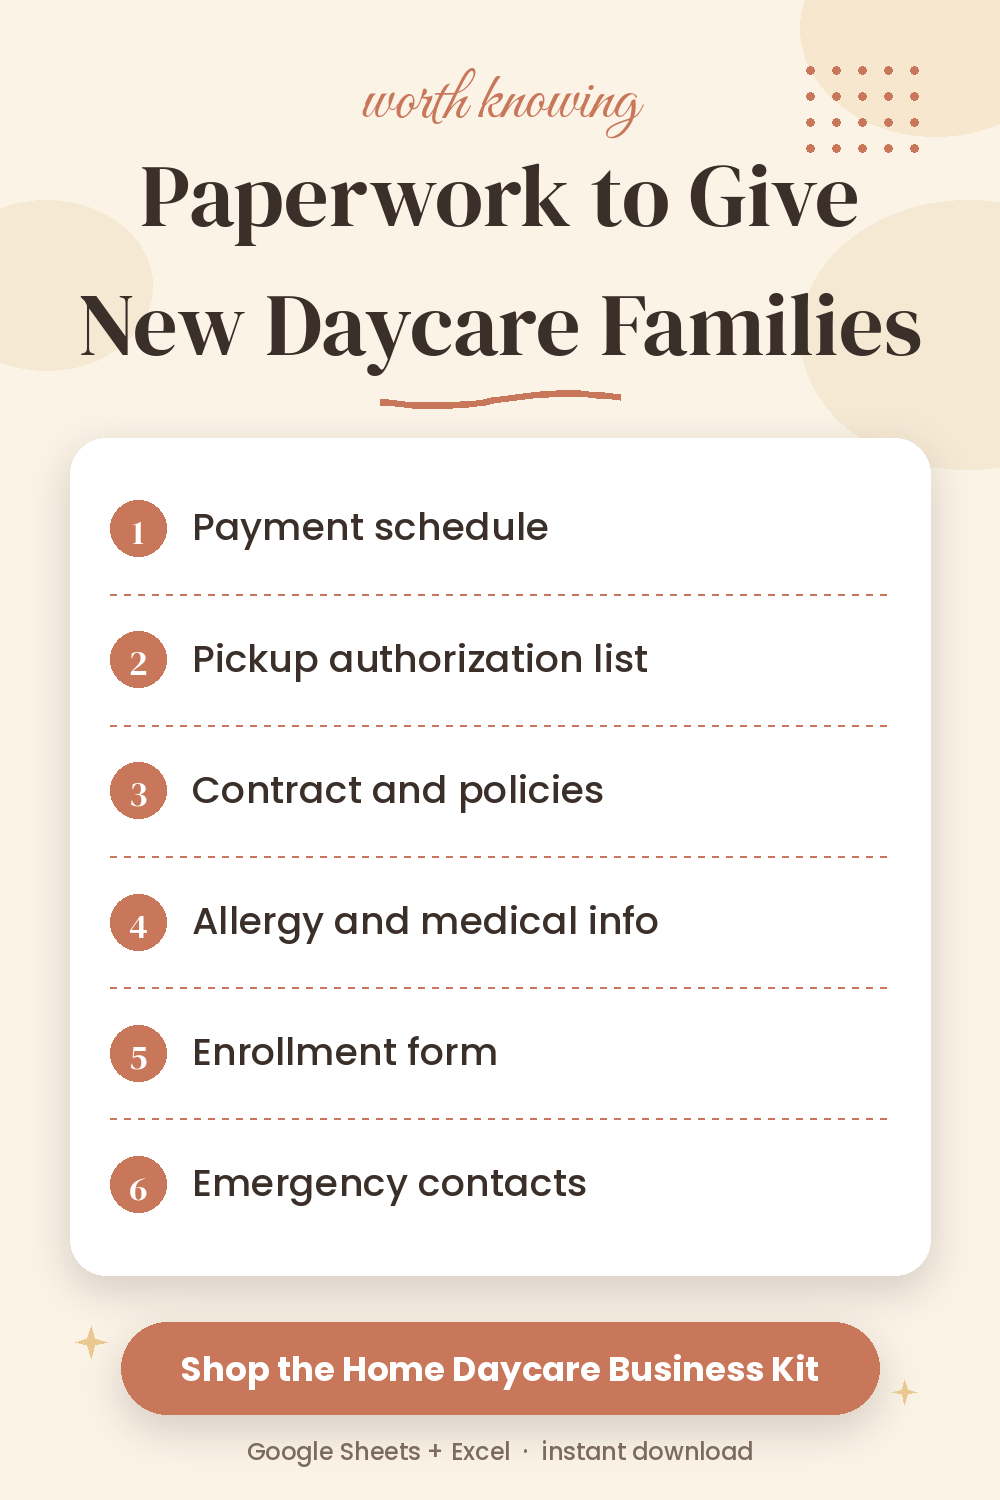 worth knowing
Paperwork to Give
New Daycare Families
1 Payment schedule
2 Pickup authorization list
3 Contract and policies
4 Allergy and medical info
5 Enrollment form
6 Emergency contacts
Shop the Home Daycare Business Kit
Google Sheets + Excel · instant download